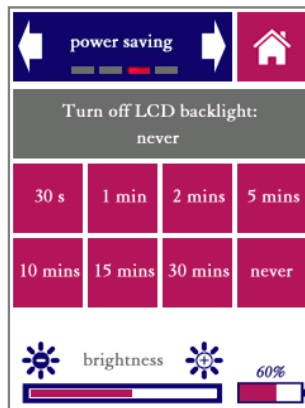 power saving
Turn off LCD backlight:
never
30 s 1 min 2 mins 5 mins
10 mins 15 mins 30 mins never
brightness
60%